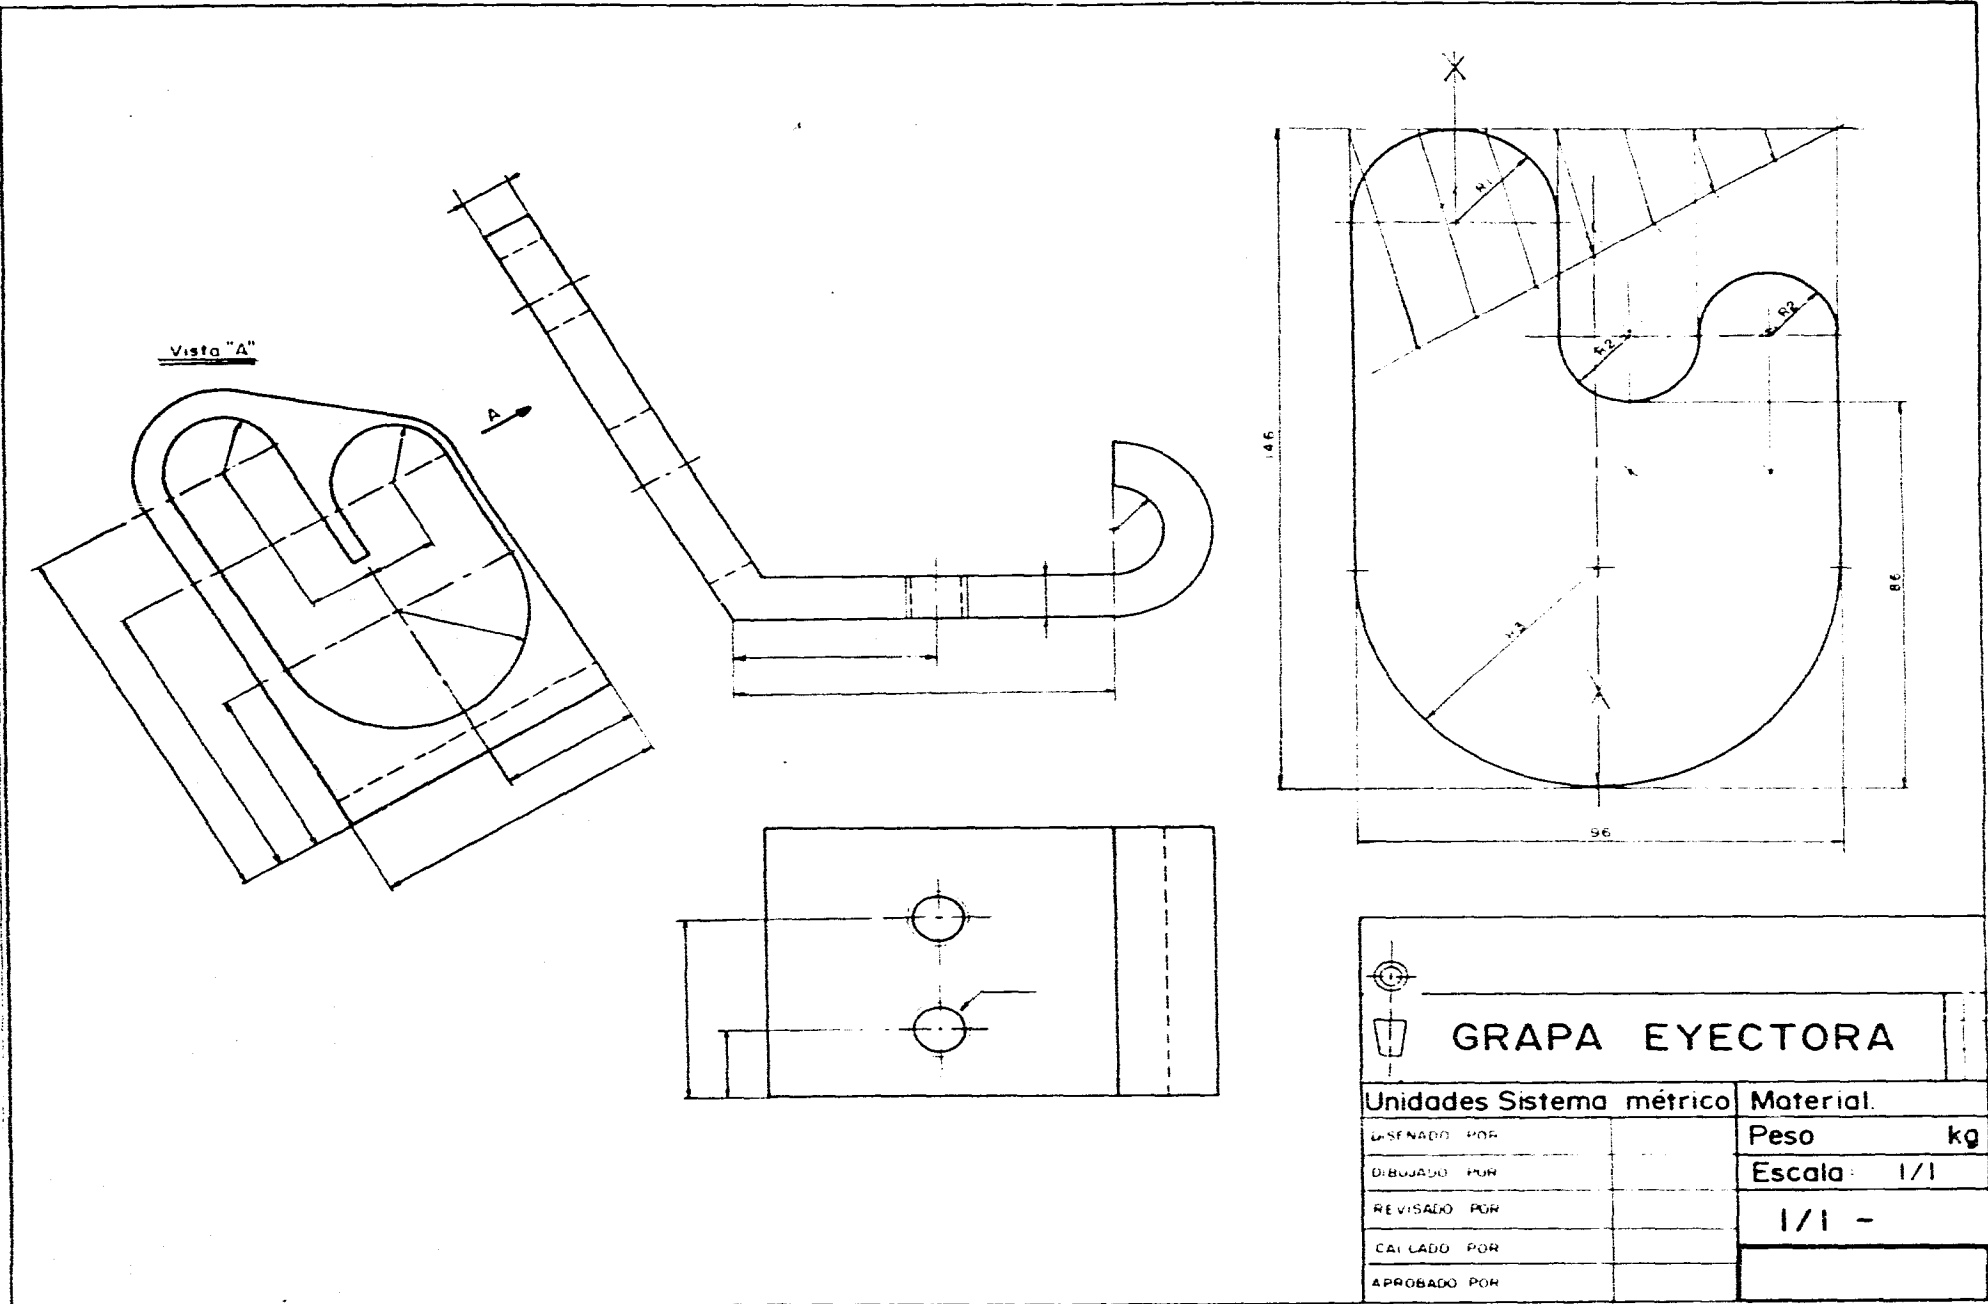 Vista "A"
A
X
R1
R2
R2
146
86
R3
96
GRAPA EYECTORA
Unidades Sistema métrico
Material.
DISEÑADO POR
Peso kg
DIBUJADO POR
Escala: 1/1
REVISADO POR
1/1 -
CALCADO POR
APROBADO POR